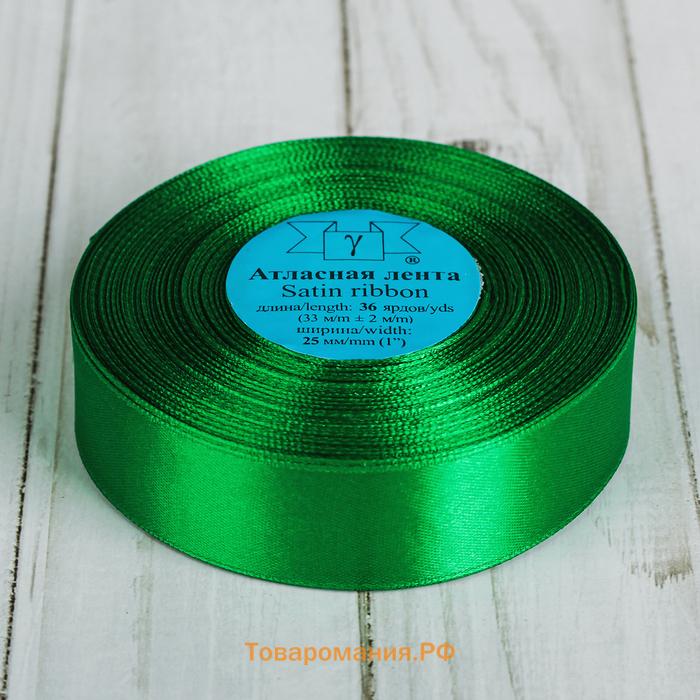 γ
®
Атласная лента
Satin ribbon
длина/length: 36 ярдов/yds
(33 м/m ± 2 м/m)
ширина/width:
25 мм/mm (1”)
Товаромания.РФ